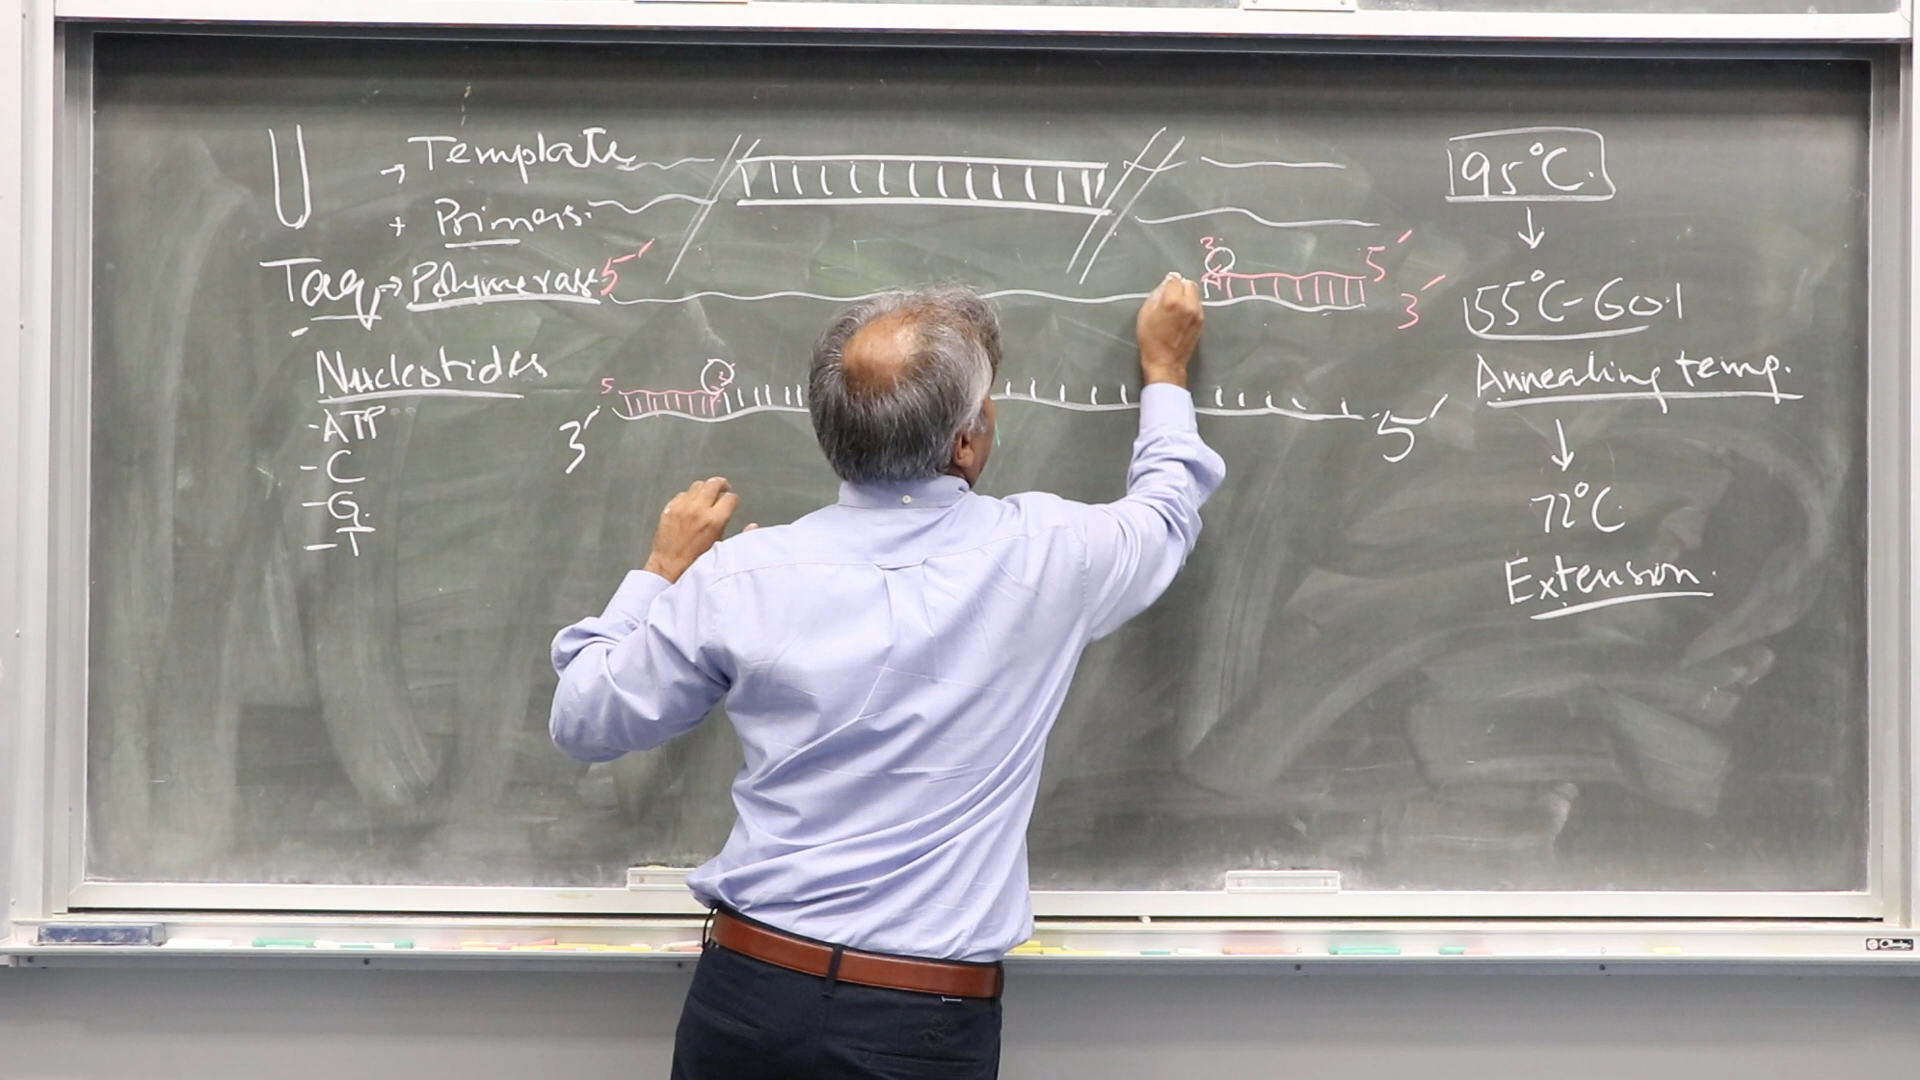 → Template
+ Primers.
Taq → Polymerase
Nucleotides
-ATP
-C
-G.
-T
5′
3′
5
3′
5′
3′
5′
95°C.
↓
55°C-60
Annealing temp.
↓
72°C
Extension.